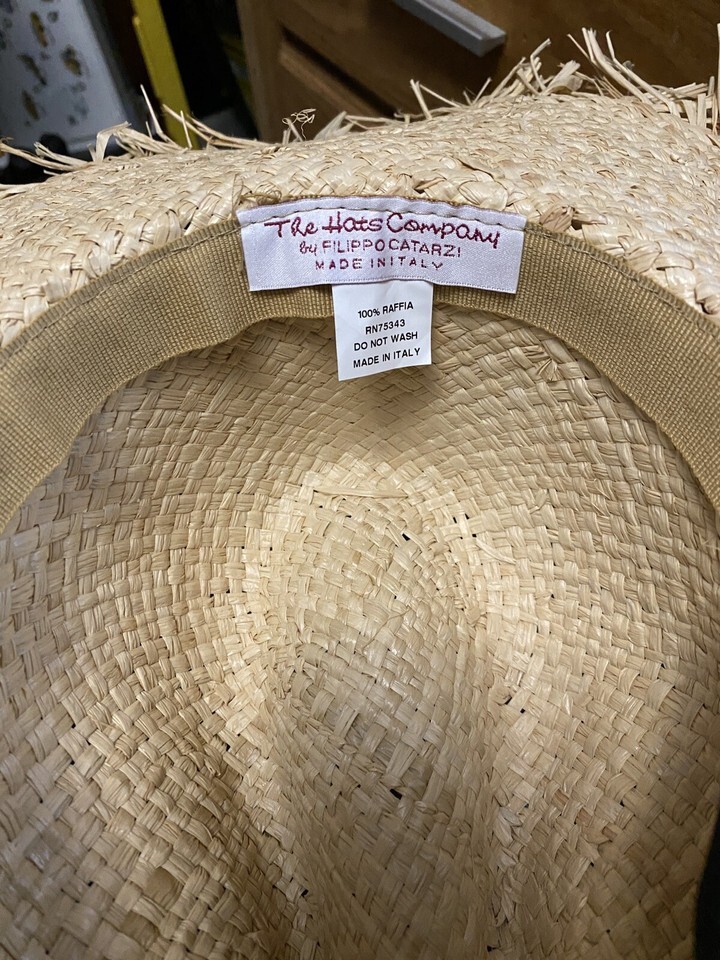 The Hats Company
by FILIPPO CATARZI
MADE IN ITALY
100% RAFFIA
RN75343
DO NOT WASH
MADE IN ITALY